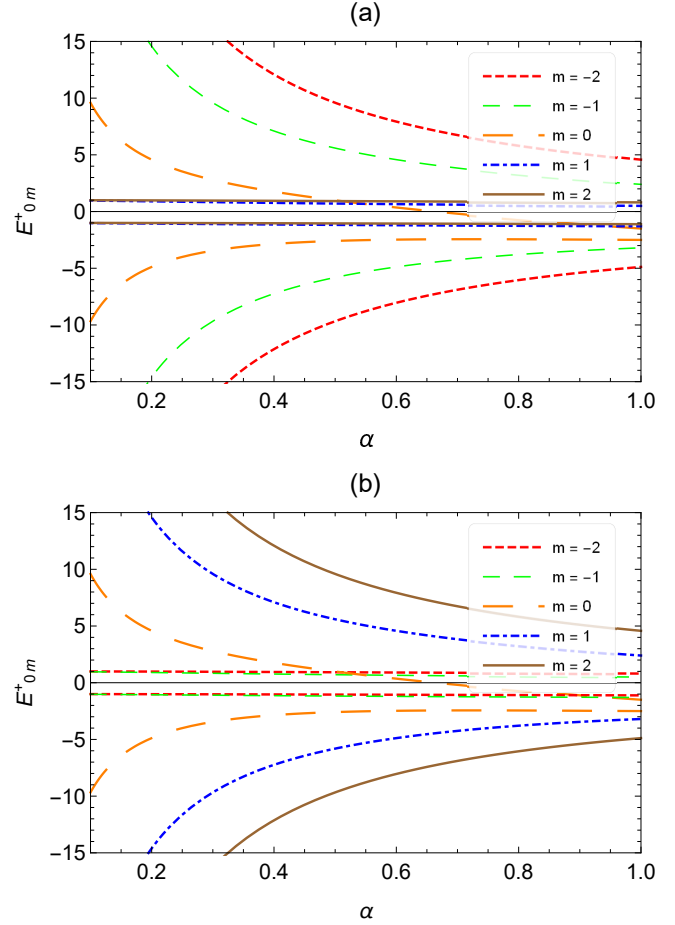 (a)
15
10
5
0
−5
−10
−15
E⁺₀ ₘ
m = −2
m = −1
m = 0
m = 1
m = 2
0.2 0.4 0.6 0.8 1.0
α
(b)
15
10
5
0
−5
−10
−15
E⁺₀ ₘ
m = −2
m = −1
m = 0
m = 1
m = 2
0.2 0.4 0.6 0.8 1.0
α